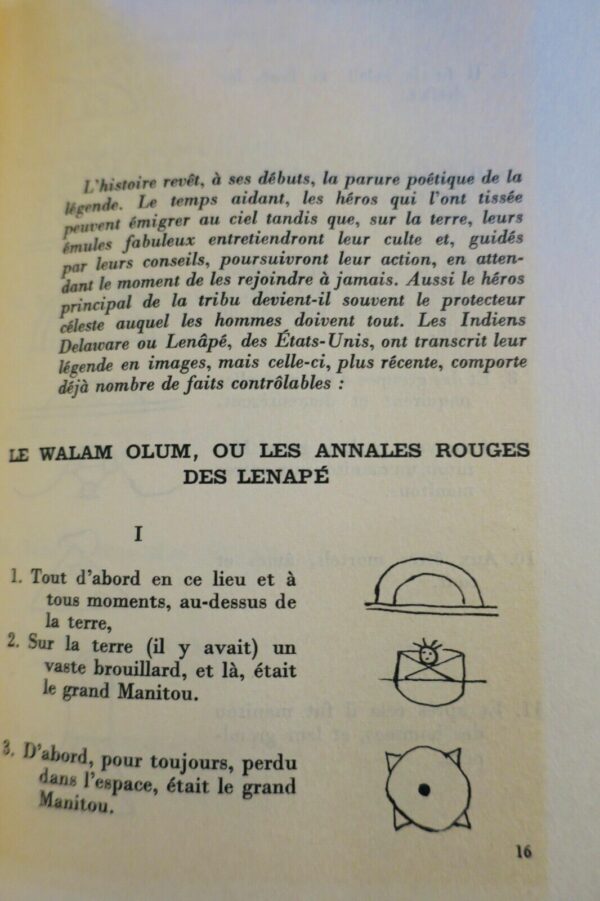 L'histoire revêt, à ses débuts, la parure poétique de la
légende. Le temps aidant, les héros qui l'ont tissée
peuvent émigrer au ciel tandis que, sur la terre, leurs
émules fabuleux entretiendront leur culte et, guidés
par leurs conseils, poursuivront leur action, en atten-
dant le moment de les rejoindre à jamais. Aussi le héros
principal de la tribu devient-il souvent le protecteur
céleste auquel les hommes doivent tout. Les Indiens
Delaware ou Lenâpé, des États-Unis, ont transcrit leur
légende en images, mais celle-ci, plus récente, comporte
déjà nombre de faits contrôlables :
LE WALAM OLUM, OU LES ANNALES ROUGES
DES LENAPÉ
I
1. Tout d'abord en ce lieu et à
tous moments, au-dessus de
la terre,
2. Sur la terre (il y avait) un
vaste brouillard, et là, était
le grand Manitou.
3. D'abord, pour toujours, perdu
dans l'espace, était le grand
Manitou.
16